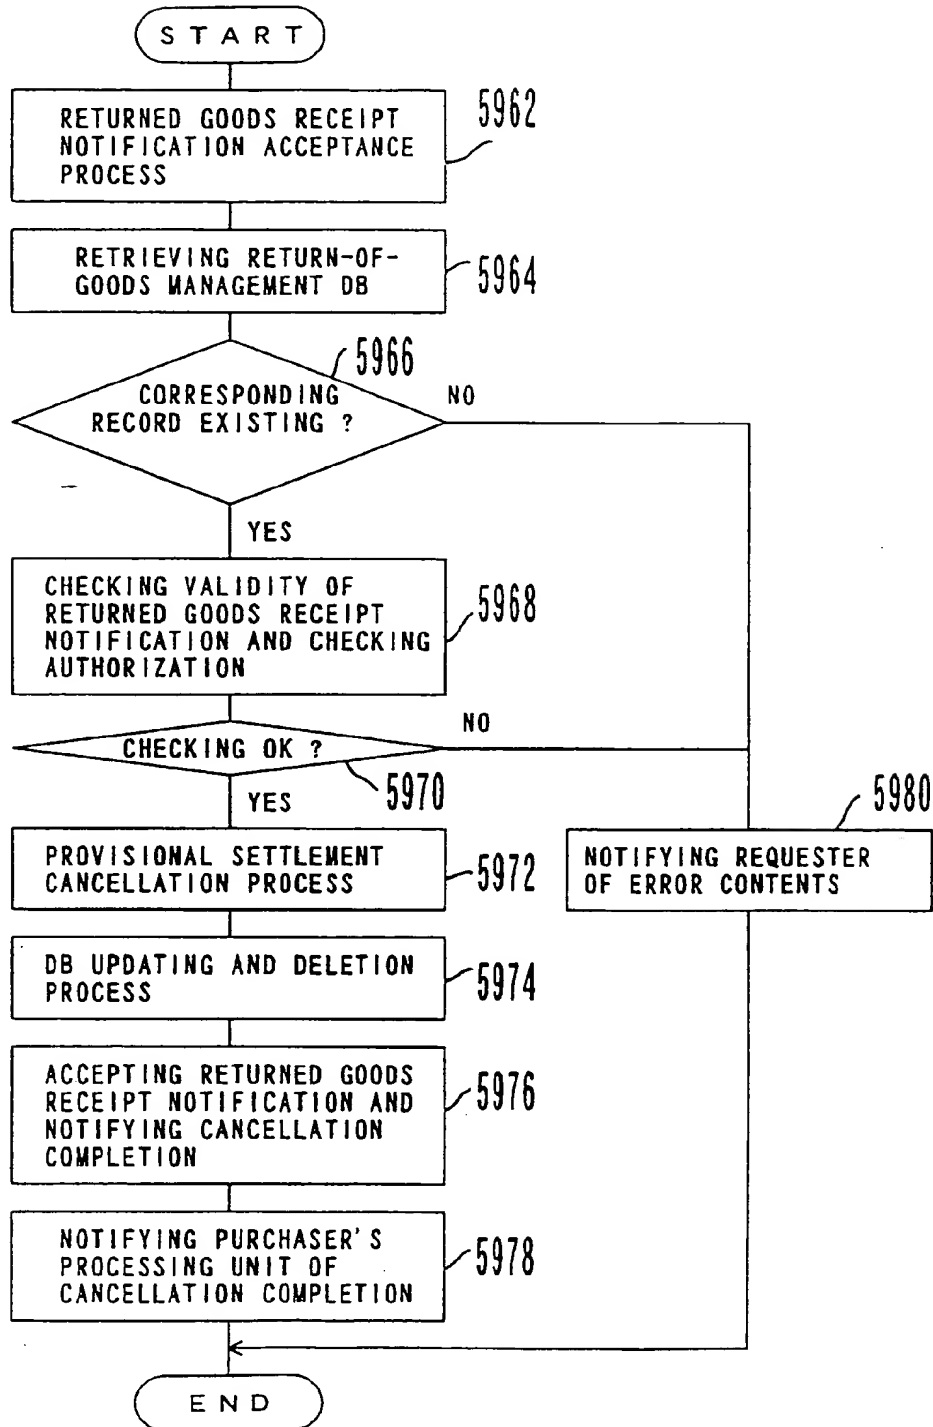 START
RETURNED GOODS RECEIPT
NOTIFICATION ACCEPTANCE
PROCESS
5962
RETRIEVING RETURN-OF-
GOODS MANAGEMENT DB
5964
5966
CORRESPONDING
RECORD EXISTING ?
NO
YES
CHECKING VALIDITY OF
RETURNED GOODS RECEIPT
NOTIFICATION AND CHECKING
AUTHORIZATION
5968
NO
CHECKING OK ?
5970
YES
5980
NOTIFYING REQUESTER
OF ERROR CONTENTS
PROVISIONAL SETTLEMENT
CANCELLATION PROCESS
5972
DB UPDATING AND DELETION
PROCESS
5974
ACCEPTING RETURNED GOODS
RECEIPT NOTIFICATION AND
NOTIFYING CANCELLATION
COMPLETION
5976
NOTIFYING PURCHASER'S
PROCESSING UNIT OF
CANCELLATION COMPLETION
5978
END